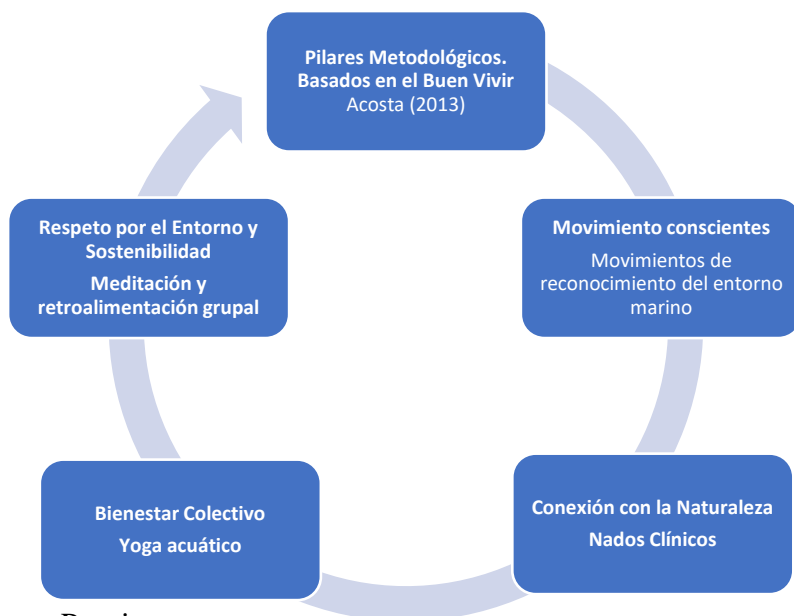 Pilares Metodológicos.
Basados en el Buen Vivir
Acosta (2013)
Movimiento conscientes
Movimientos de
reconocimiento del entorno
marino
Conexión con la Naturaleza
Nados Clínicos
Bienestar Colectivo
Yoga acuático
Respeto por el Entorno y
Sostenibilidad
Meditación y
retroalimentación grupal